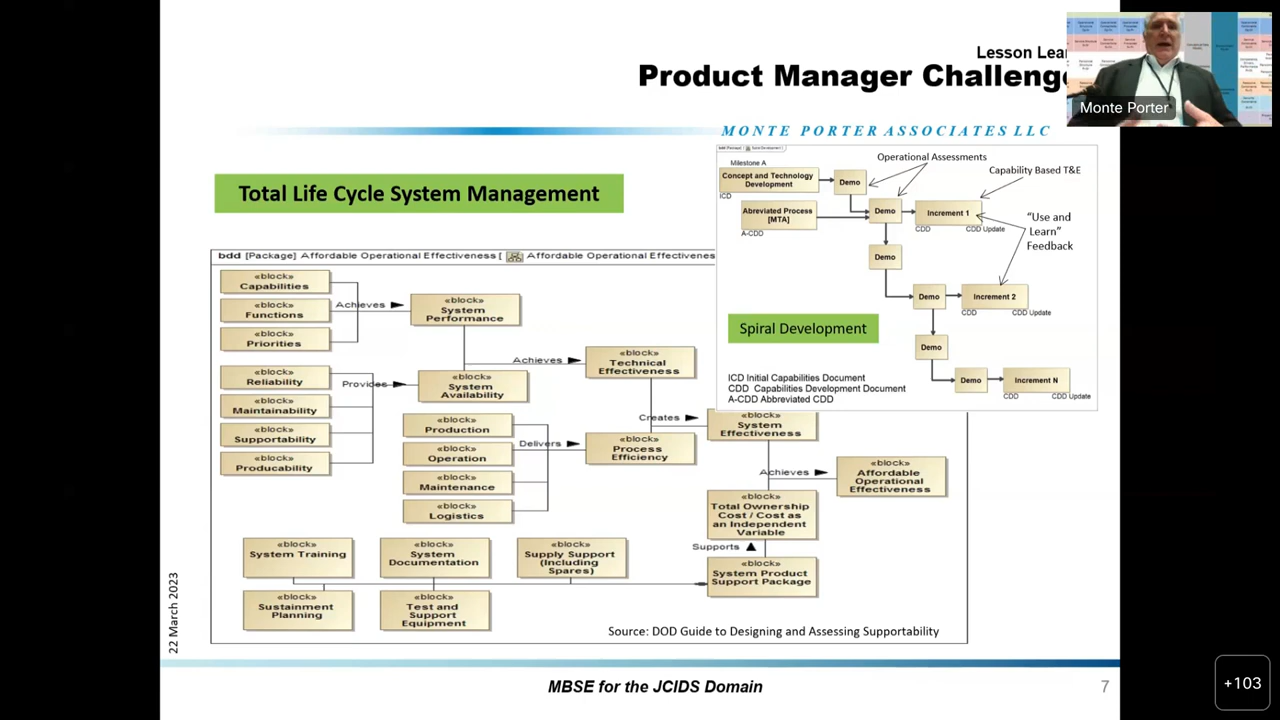 Lesson Lear
Product Manager Challenge
Monte Porter
MONTE PORTER ASSOCIATES LLC
Total Life Cycle System Management
bdd [Package] Affordable Operational Effectiveness [ Affordable Operational Effectivenes
«block»
Capabilities
«block»
Functions
«block»
Priorities
Achieves
«block»
System
Performance
«block»
Reliability
«block»
Maintainability
«block»
Supportability
«block»
Producability
Provides
«block»
System
Availability
Achieves
«block»
Technical
Effectiveness
«block»
Production
«block»
Operation
«block»
Maintenance
«block»
Logistics
Delivers
«block»
Process
Efficiency
Creates
«block»
System
Effectiveness
Achieves
«block»
Affordable
Operational
Effectiveness
«block»
Total Ownership
Cost / Cost as
an Independent
Variable
Supports
«block»
System Product
Support Package
«block»
System Training
«block»
System
Documentation
«block»
Supply Support
(Including
Spares)
«block»
Sustainment
Planning
«block»
Test and
Support
Equipment
Source: DOD Guide to Designing and Assessing Supportability
Milestone A
Concept and Technology
Development
ICD
Demo
Operational Assessments
Capability Based T&E
Abreviated Process
[MTA]
A-CDD
Demo
Increment 1
CDD
CDD Update
"Use and
Learn"
Feedback
Demo
Demo
Increment 2
CDD
CDD Update
Spiral Development
Demo
Demo
Increment N
CDD
CDD Update
ICD Initial Capabilities Document
CDD Capabilities Development Document
A-CDD Abbreviated CDD
22 March 2023
MBSE for the JCIDS Domain
7
+103